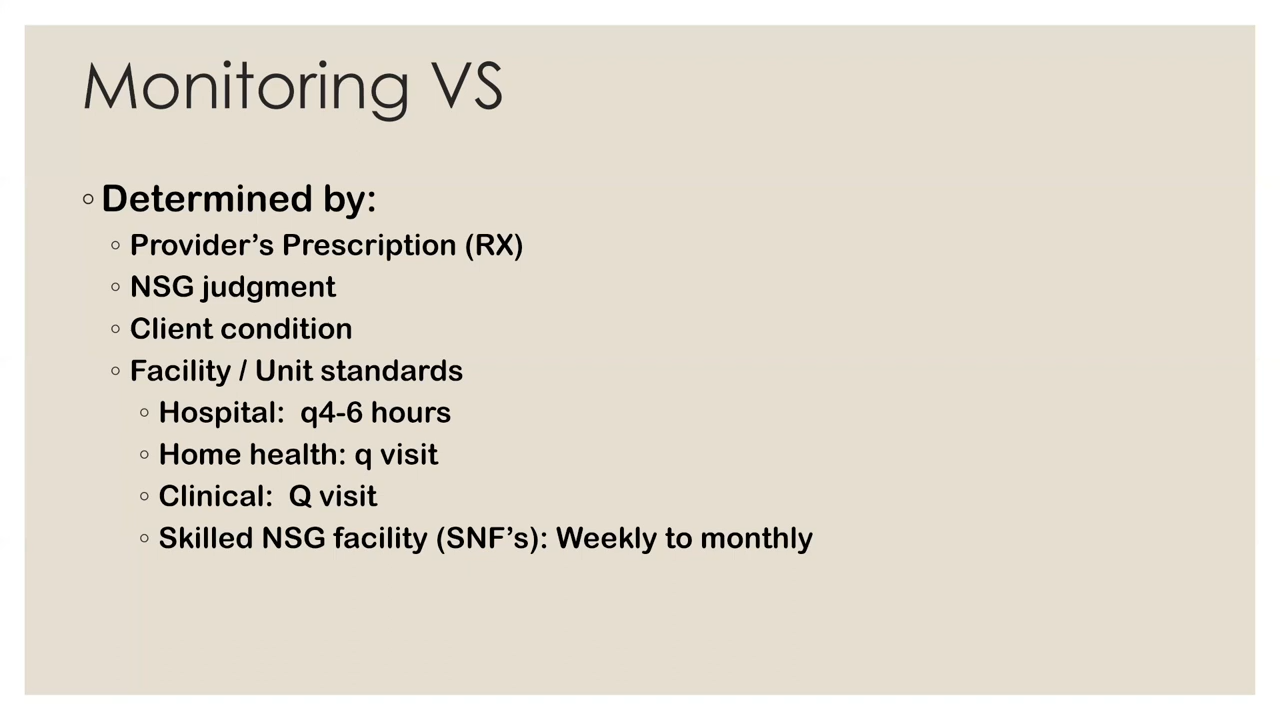 Monitoring VS
◦ Determined by:
◦ Provider’s Prescription (RX)
◦ NSG judgment
◦ Client condition
◦ Facility / Unit standards
◦ Hospital:  q4-6 hours
◦ Home health: q visit
◦ Clinical:  Q visit
◦ Skilled NSG facility (SNF’s): Weekly to monthly